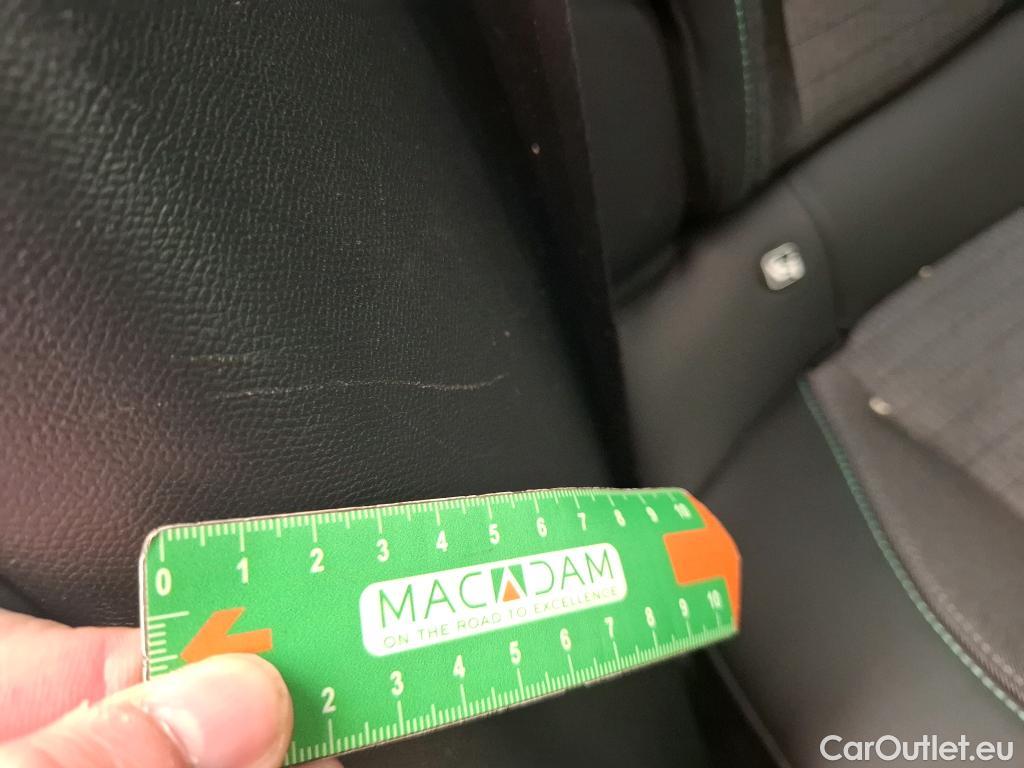 0 1 2 3 4 5 6 7 8 9 10
MACADAM
ON THE ROAD TO EXCELLENCE
2 3 4 5 6 7 8 9 10
CarOutlet.eu